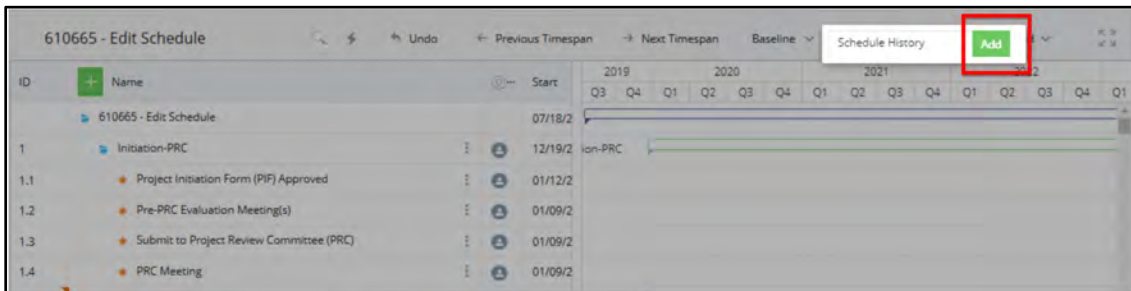 610665 - Edit Schedule Undo Previous Timespan Next Timespan Baseline Schedule History Add
2019 2020 2021 2022
ID Name Start Q3 Q4 Q1 Q2 Q3 Q4 Q1 Q2 Q3 Q4 Q1 Q2 Q3 Q4 Q1
610665 - Edit Schedule 07/18/2
1 Initiation-PRC 12/19/2 ion-PRC
1.1 Project Initiation Form (PIF) Approved 01/12/2
1.2 Pre-PRC Evaluation Meeting(s) 01/09/2
1.3 Submit to Project Review Committee (PRC) 01/09/2
1.4 PRC Meeting 01/09/2